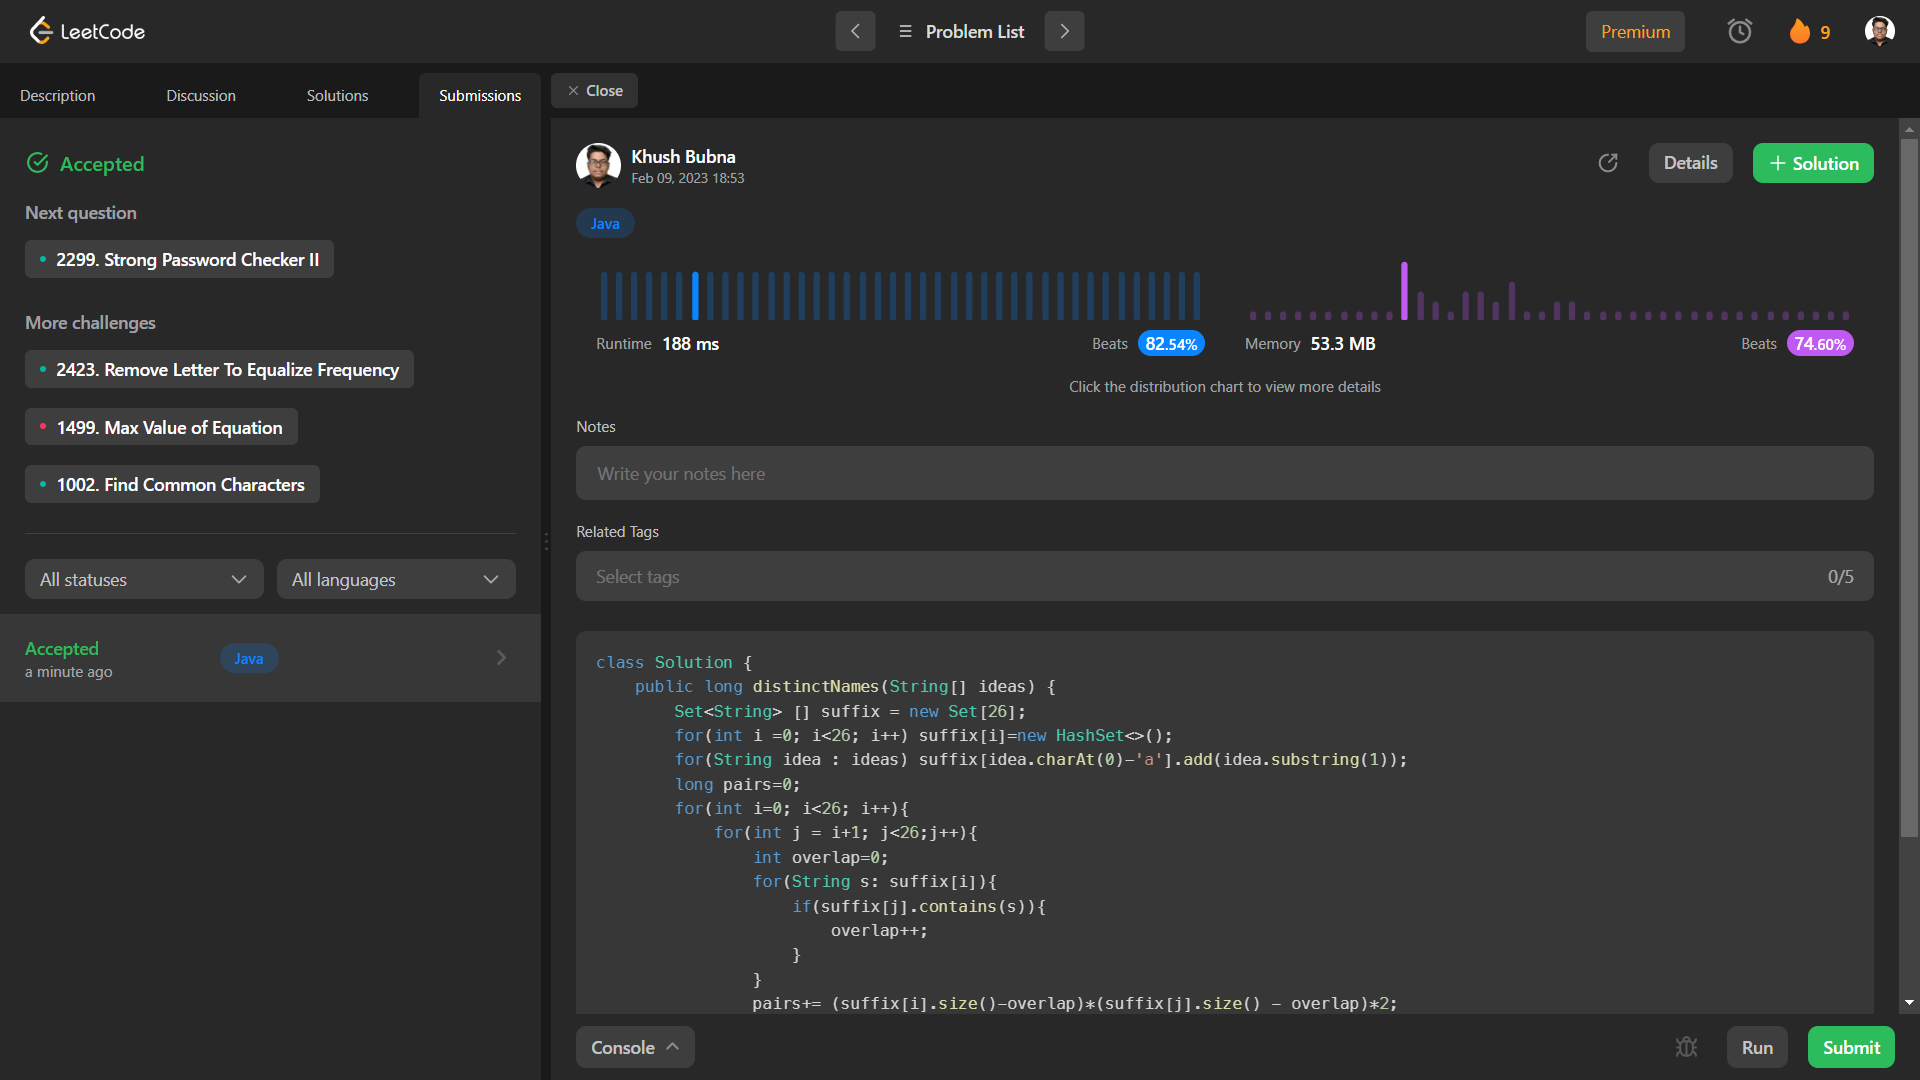 LeetCode
Problem List
Premium
9
Description
Discussion
Solutions
Submissions
Accepted
Next question
2299. Strong Password Checker II
More challenges
2423. Remove Letter To Equalize Frequency
1499. Max Value of Equation
1002. Find Common Characters
All statuses
All languages
Accepted
a minute ago
Java
Close
Khush Bubna
Feb 09, 2023 18:53
Details
+ Solution
Java
Runtime 188 ms
Beats 82.54%
Memory 53.3 MB
Beats 74.60%
Click the distribution chart to view more details
Notes
Write your notes here
Related Tags
Select tags
0/5
class Solution {
    public long distinctNames(String[] ideas) {
        Set<String> [] suffix = new Set[26];
        for(int i =0; i<26; i++) suffix[i]=new HashSet<>();
        for(String idea : ideas) suffix[idea.charAt(0)-'a'].add(idea.substring(1));
        long pairs=0;
        for(int i=0; i<26; i++){
            for(int j = i+1; j<26;j++){
                int overlap=0;
                for(String s: suffix[i]){
                    if(suffix[j].contains(s)){
                        overlap++;
                    }
                }
                pairs+= (suffix[i].size()-overlap)*(suffix[j].size() - overlap)*2;
Console
Run
Submit